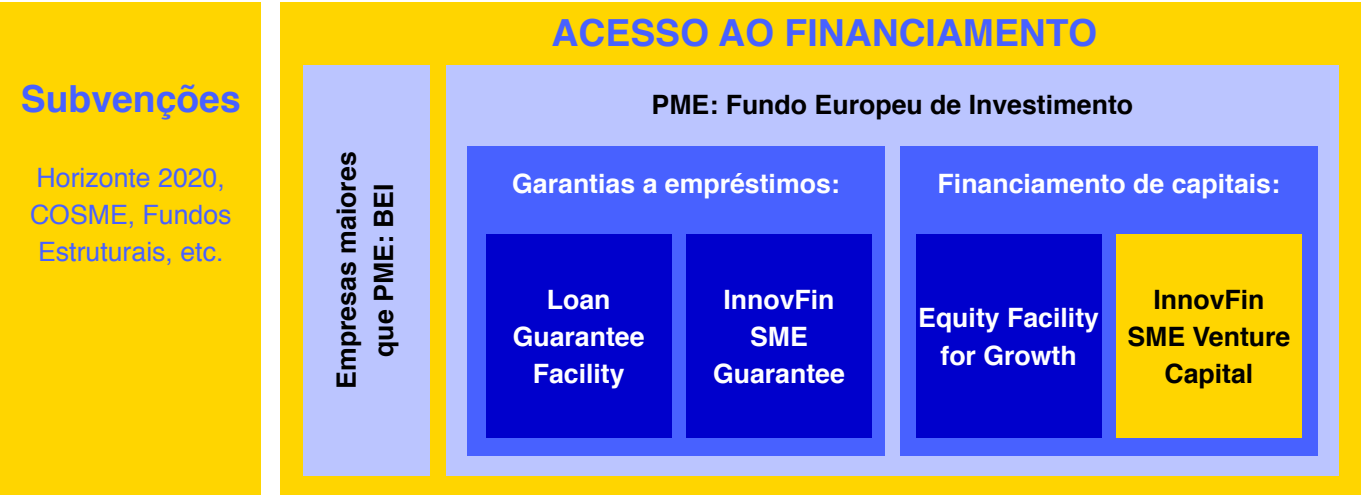 Subvenções
Horizonte 2020,
COSME, Fundos
Estruturais, etc.
ACESSO AO FINANCIAMENTO
Empresas maiores
que PME: BEI
PME: Fundo Europeu de Investimento
Garantias a empréstimos:
Loan
Guarantee
Facility
InnovFin
SME
Guarantee
Financiamento de capitais:
Equity Facility
for Growth
InnovFin
SME Venture
Capital